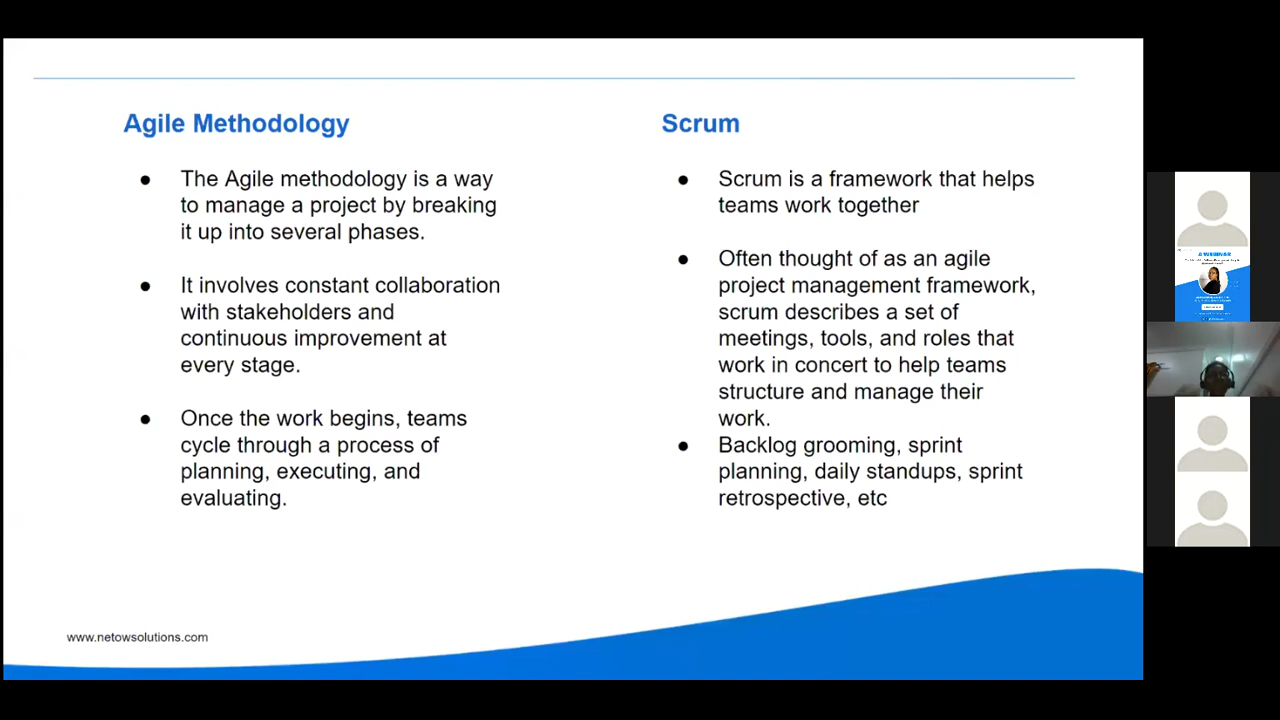 Agile Methodology
● The Agile methodology is a way
to manage a project by breaking
it up into several phases.
● It involves constant collaboration
with stakeholders and
continuous improvement at
every stage.
● Once the work begins, teams
cycle through a process of
planning, executing, and
evaluating.
Scrum
● Scrum is a framework that helps
teams work together
● Often thought of as an agile
project management framework,
scrum describes a set of
meetings, tools, and roles that
work in concert to help teams
structure and manage their
work.
● Backlog grooming, sprint
planning, daily standups, sprint
retrospective, etc
www.netowsolutions.com